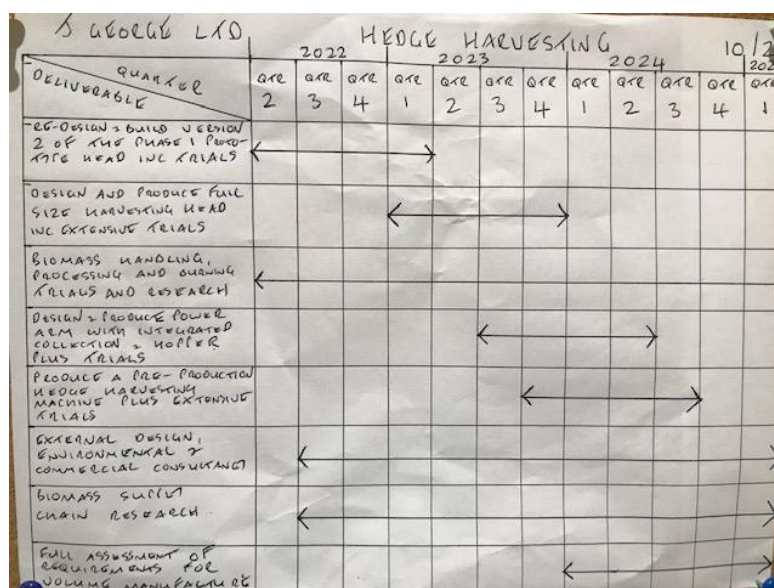 S GEORGE LTD HEDGE HARVESTING 10/2
2022 2023 2024 202
QUARTER
DELIVERABLE
QTR QTR QTR QTR QTR QTR QTR QTR QTR QTR QTR QTR
2 3 4 1 2 3 4 1 2 3 4 1
RE-DESIGN & BUILD VERSION
2 OF THE PHASE 1 PROTO-
TYPE HEAD INC TRIALS
DESIGN AND PRODUCE FULL
SIZE HARVESTING HEAD
INC EXTENSIVE TRIALS
BIOMASS HANDLING,
PROCESSING AND BURNING
TRIALS AND RESEARCH
DESIGN & PRODUCE POWER
ARM WITH INTEGRATED
COLLECTION & HOPPER
PLUS TRIALS
PRODUCE A PRE-PRODUCTION
HEDGE HARVESTING
MACHINE PLUS EXTENSIVE
TRIALS
EXTERNAL DESIGN,
ENVIRONMENTAL &
COMMERCIAL CONSULTANCY
BIOMASS SUPPLY
CHAIN RESEARCH
FULL ASSESSMENT OF
REQUIREMENTS FOR
VOLUME MANUFACTURE